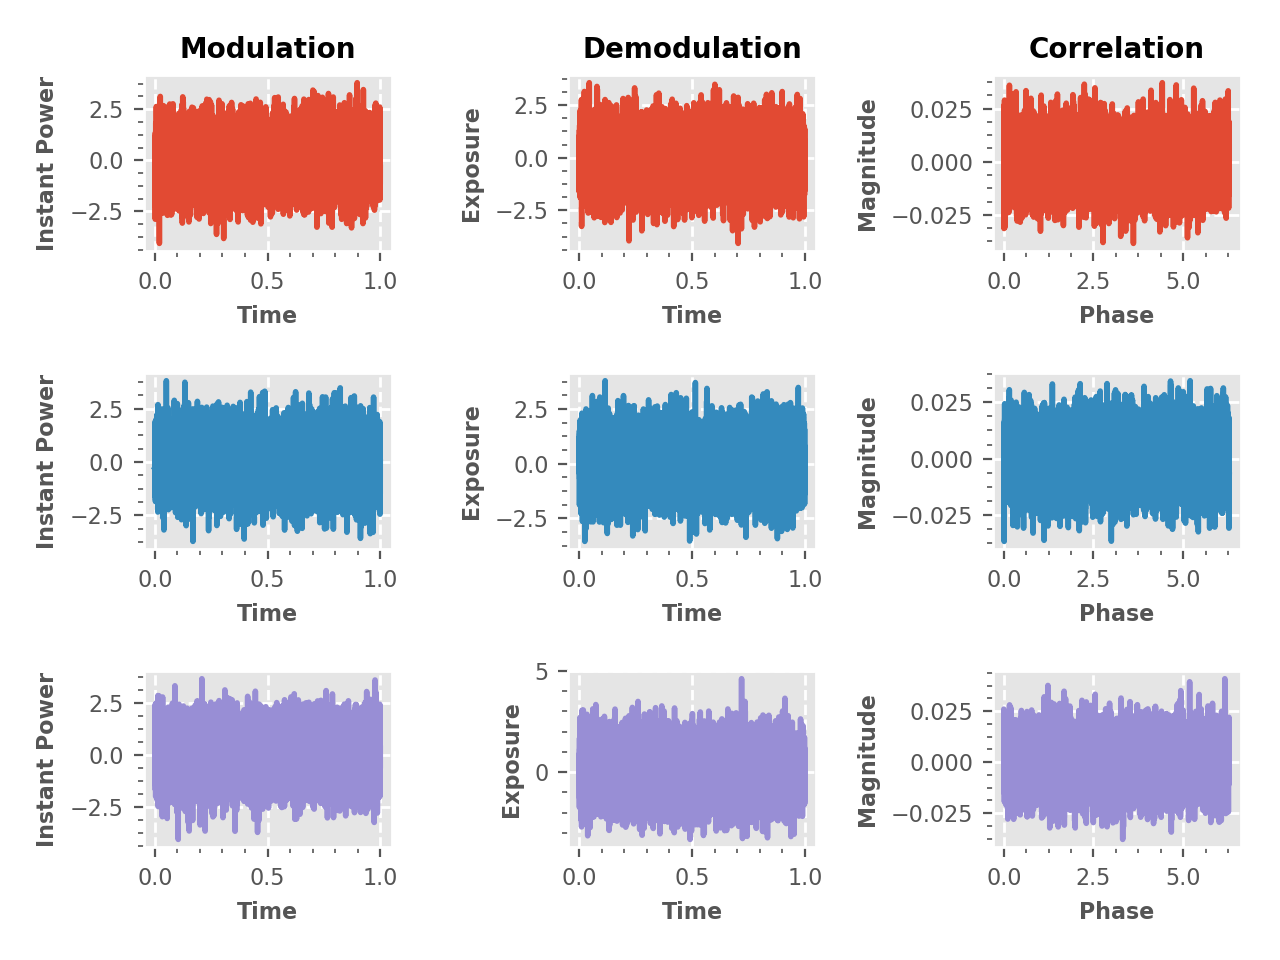 Modulation Demodulation Correlation
Instant Power Exposure Magnitude
2.5 2.5 0.025
0.0 0.0 0.000
−2.5 −2.5 −0.025
0.0 0.5 1.0 0.0 0.5 1.0 0.0 2.5 5.0
Time Time Phase
Instant Power Exposure Magnitude
2.5 2.5 0.025
0.0 0.0 0.000
−2.5 −2.5 −0.025
0.0 0.5 1.0 0.0 0.5 1.0 0.0 2.5 5.0
Time Time Phase
Instant Power Exposure Magnitude
5
2.5 0.025
0.0 0 0.000
−2.5 −0.025
0.0 0.5 1.0 0.0 0.5 1.0 0.0 2.5 5.0
Time Time Phase